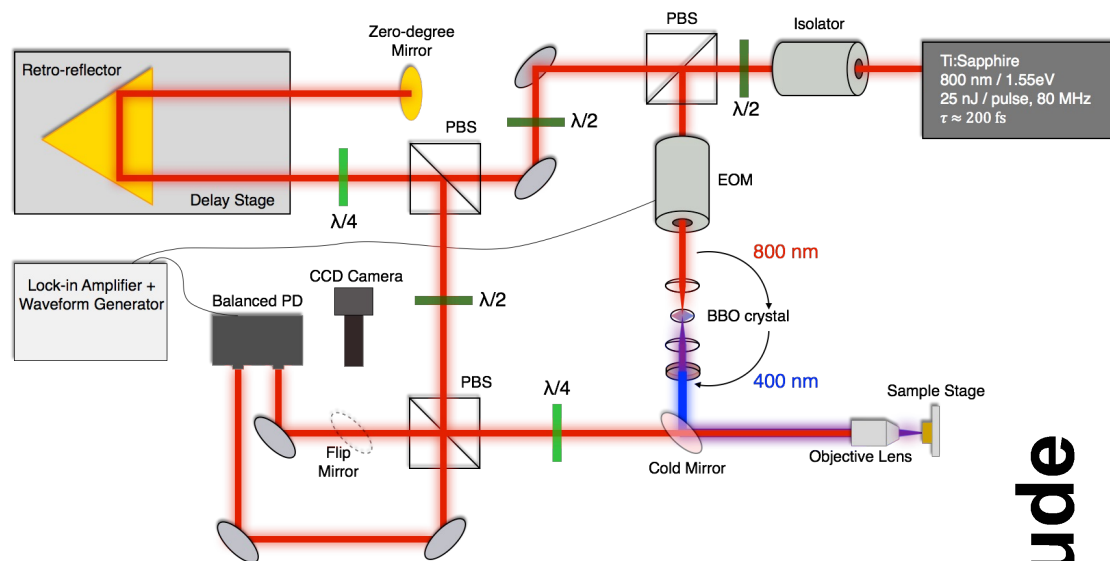 PBS
Isolator
Zero-degree
Mirror
Retro-reflector
Ti:Sapphire
800 nm / 1.55eV
25 nJ / pulse, 80 MHz
τ ≈ 200 fs
λ/2
λ/2
PBS
EOM
Delay Stage
λ/4
800 nm
Lock-in Amplifier +
Waveform Generator
CCD Camera
Balanced PD
λ/2
BBO crystal
400 nm
PBS
λ/4
Sample Stage
Flip
Mirror
Cold Mirror
Objective Lens
ude